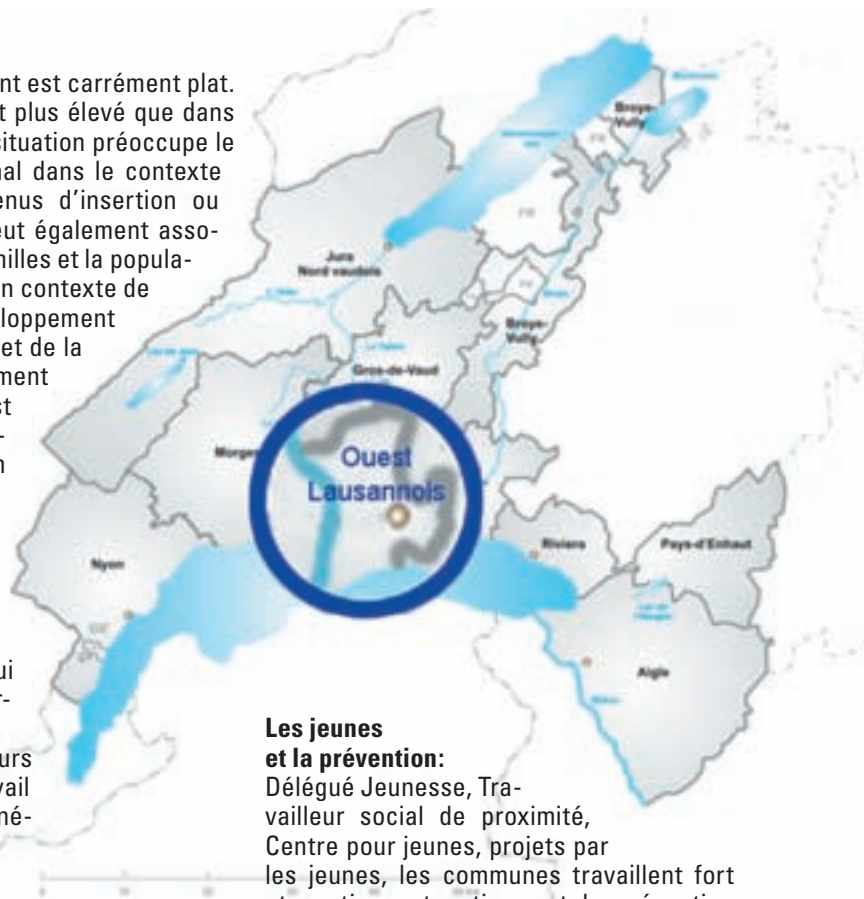 nt est carrément plat.
t plus élevé que dans
situation préoccupe le
nal dans le contexte
enus d'insertion ou
eut également asso-
nilles et la popula-
n contexte de
loppement
et de la
ment
st
-
n
ui
r-
urs
vail
né-
Broye-
Vully
Jura
Nord vaudois
Broye-
Vully
Gros-de-Vaud
Morges
Ouest
Lausannois
Nyon
Riviera
Pays-d'Enhaut
Aigle
Les jeunes
et la prévention:
Délégué Jeunesse, Tra-
vailleur social de proximité,
Centre pour jeunes, projets par
les jeunes, les communes travaillent fort